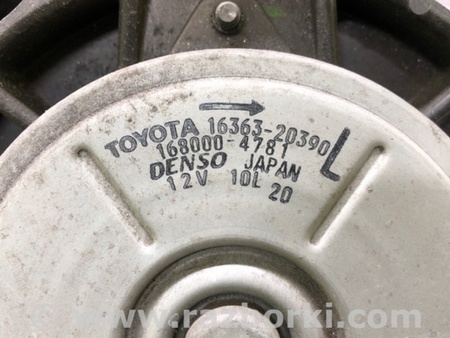 TOYOTA 16363-20390 L
168000-4781
DENSO JAPAN
12V 10L 20
www.razborki.com